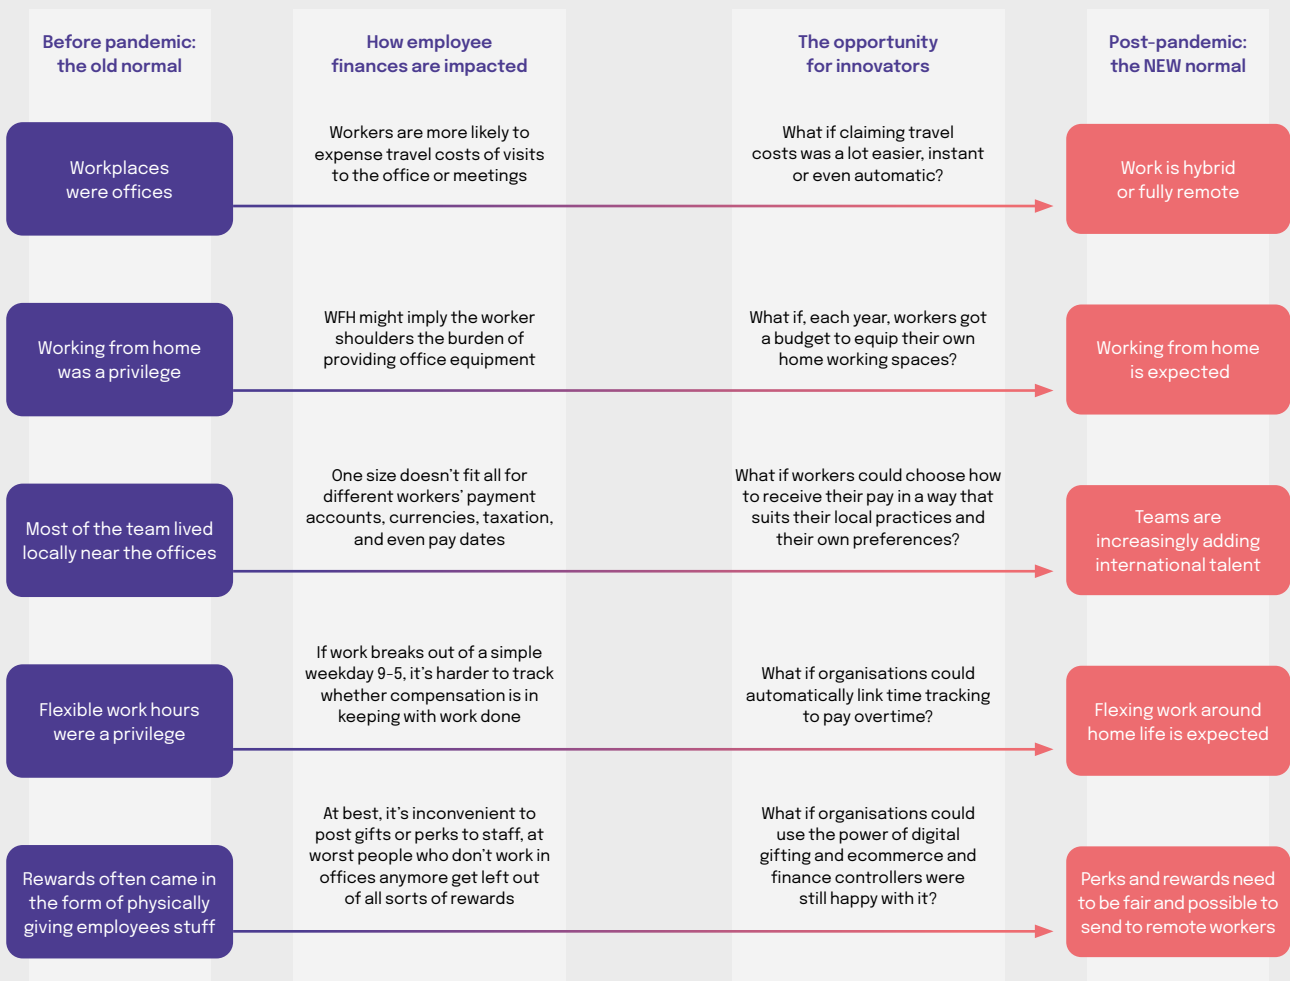 Before pandemic:
the old normal
How employee
finances are impacted
The opportunity
for innovators
Post-pandemic:
the NEW normal
Workplaces
were offices
Workers are more likely to
expense travel costs of visits
to the office or meetings
What if claiming travel
costs was a lot easier, instant
or even automatic?
Work is hybrid
or fully remote
Working from home
was a privilege
WFH might imply the worker
shoulders the burden of
providing office equipment
What if, each year, workers got
a budget to equip their own
home working spaces?
Working from home
is expected
Most of the team lived
locally near the offices
One size doesn't fit all for
different workers' payment
accounts, currencies, taxation,
and even pay dates
What if workers could choose how
to receive their pay in a way that
suits their local practices and
their own preferences?
Teams are
increasingly adding
international talent
Flexible work hours
were a privilege
If work breaks out of a simple
weekday 9-5, it's harder to track
whether compensation is in
keeping with work done
What if organisations could
automatically link time tracking
to pay overtime?
Flexing work around
home life is expected
Rewards often came in
the form of physically
giving employees stuff
At best, it's inconvenient to
post gifts or perks to staff, at
worst people who don't work in
offices anymore get left out
of all sorts of rewards
What if organisations could
use the power of digital
gifting and ecommerce and
finance controllers were
still happy with it?
Perks and rewards need
to be fair and possible to
send to remote workers